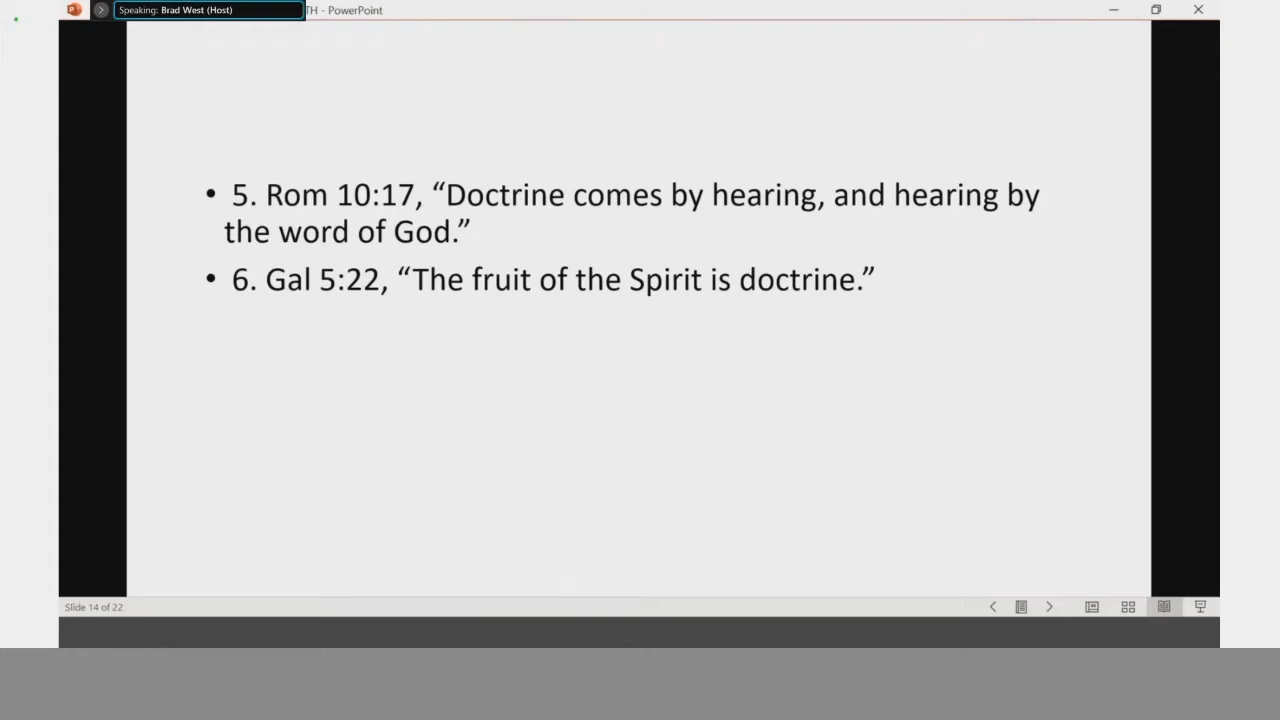 Speaking: Brad West (Host)
TH - PowerPoint
• 5. Rom 10:17, “Doctrine comes by hearing, and hearing by
the word of God.”
• 6. Gal 5:22, “The fruit of the Spirit is doctrine.”
Slide 14 of 22